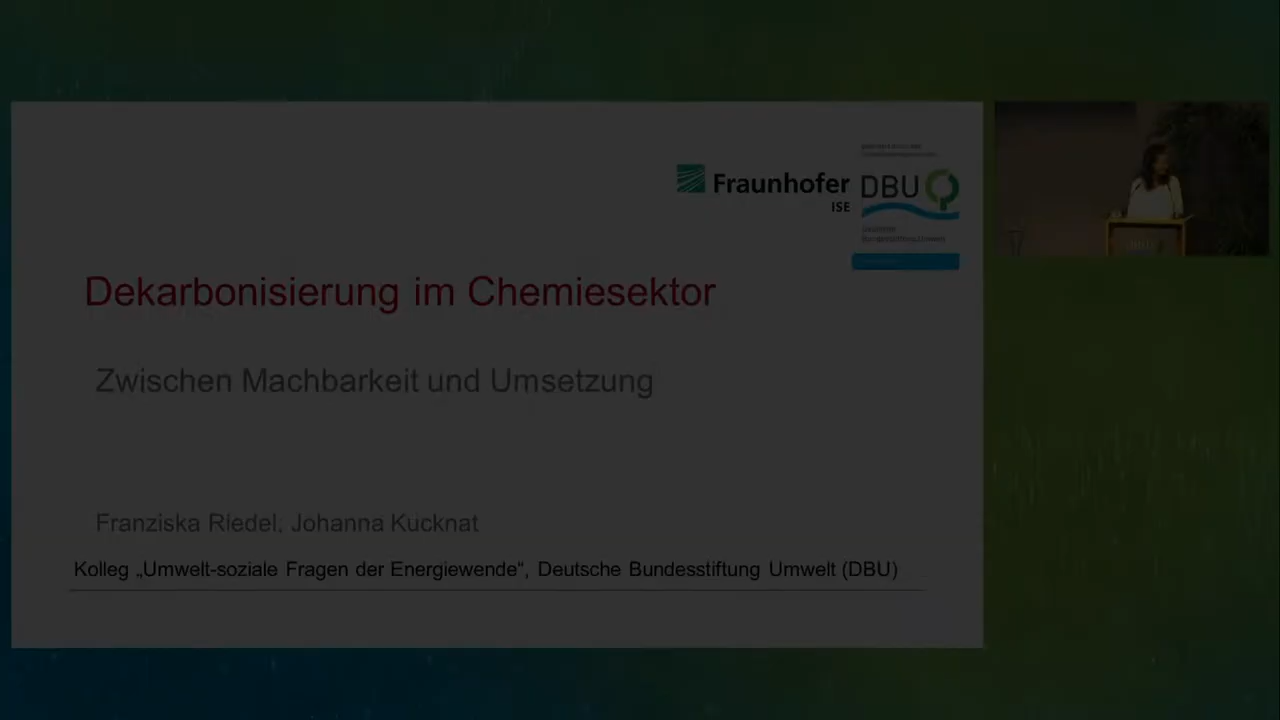 Fraunhofer
ISE
DBU
Dekarbonisierung im Chemiesektor
Zwischen Machbarkeit und Umsetzung
Franziska Riedel, Johanna Kucknat
Kolleg „Umwelt-soziale Fragen der Energiewende“, Deutsche Bundesstiftung Umwelt (DBU)